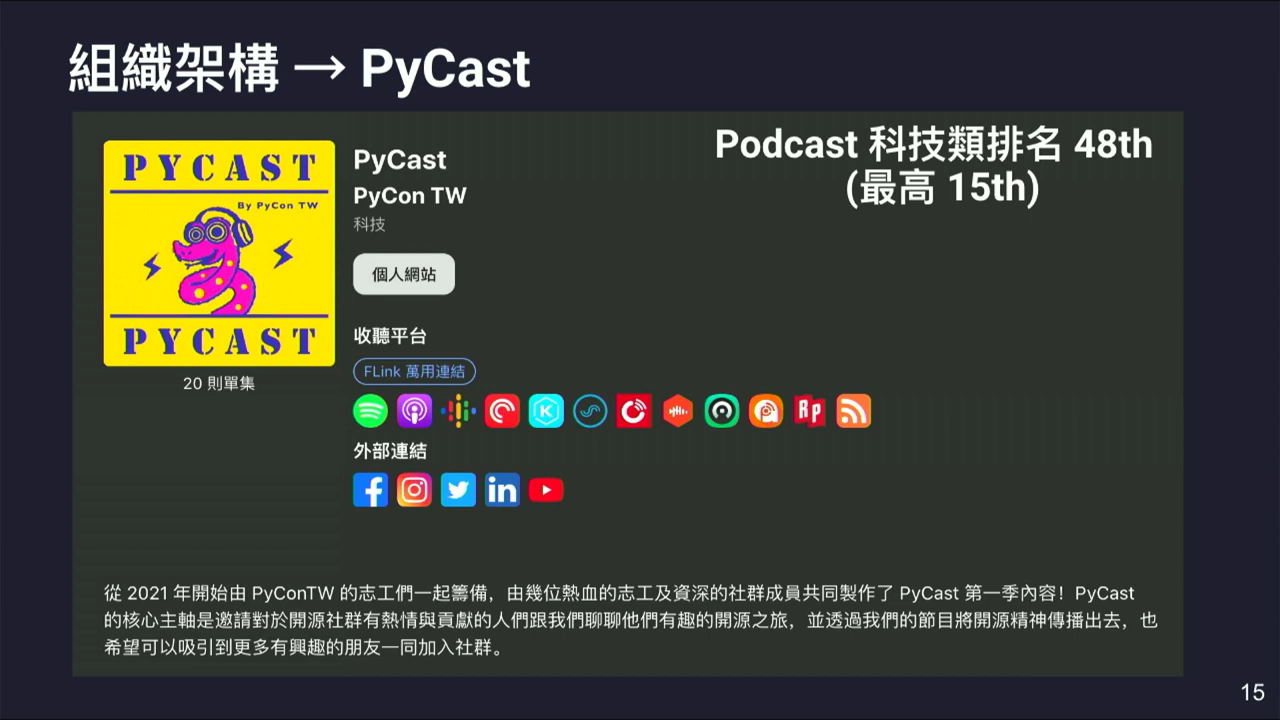 組織架構 → PyCast
Podcast 科技類排名 48th
(最高 15th)
PYCAST
By PyCon TW
PYCAST
20 則單集
PyCast
PyCon TW
科技
個人網站
收聽平台
FLink 萬用連結
外部連結
從 2021 年開始由 PyConTW 的志工們一起籌備，由幾位熱血的志工及資深的社群成員共同製作了 PyCast 第一季內容！PyCast
的核心主軸是邀請對於開源社群有熱情與貢獻的人們跟我們聊聊他們有趣的開源之旅，並透過我們的節目將開源精神傳播出去，也
希望可以吸引到更多有興趣的朋友一同加入社群。
15